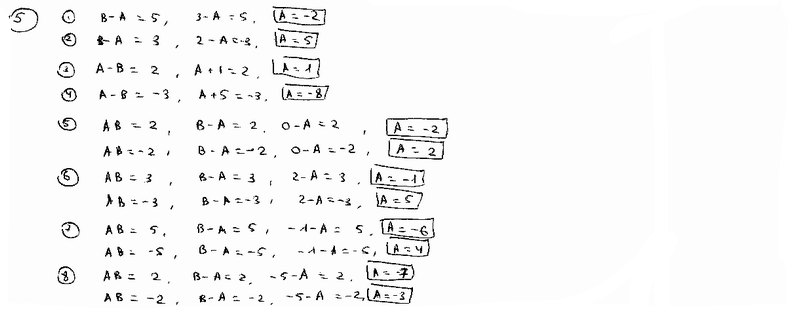 5 ① B-A = 5, 3-A = 5, A = -2
② B-A = 3, 2-A = -3, A = 5
③ A-B = 2, A+1 = 2, A = 1
④ A-B = -3, A+5 = -3, A = -8
⑤ AB = 2, B-A = 2, 0-A = 2, A = -2
AB = -2, B-A = -2, 0-A = -2, A = 2
⑥ AB = 3, B-A = 3, 2-A = 3, A = -1
AB = -3, B-A = -3, 2-A = -3, A = 5
⑦ AB = 5, B-A = 5, -1-A = 5, A = -6
AB = -5, B-A = -5, -1-A = -5, A = 4
⑧ AB = 2, B-A = 2, -5-A = 2, A = -7
AB = -2, B-A = -2, -5-A = -2, A = -3